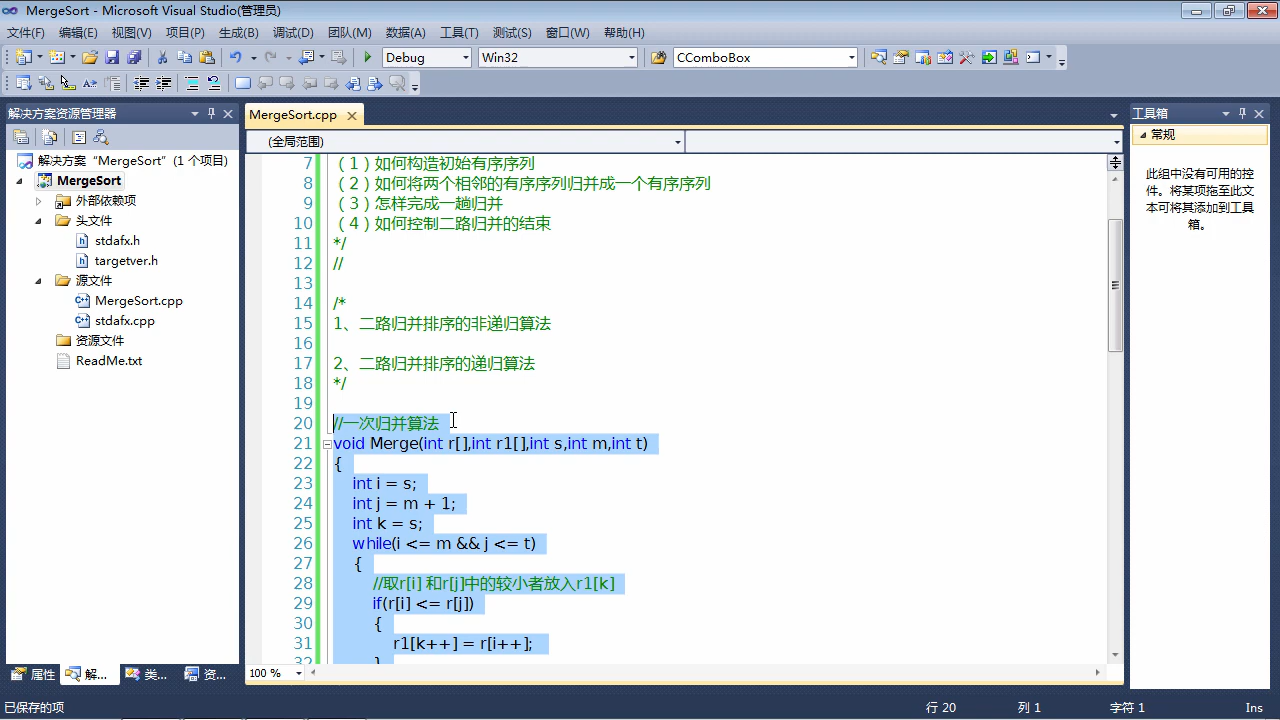 MergeSort - Microsoft Visual Studio(管理员)
文件(F) 编辑(E) 视图(V) 项目(P) 生成(B) 调试(D) 团队(M) 数据(A) 工具(T) 测试(S) 窗口(W) 帮助(H)
Debug Win32 CComboBox
解决方案资源管理器
解决方案"MergeSort"(1 个项目)
MergeSort
外部依赖项
头文件
stdafx.h
targetver.h
源文件
MergeSort.cpp
stdafx.cpp
资源文件
ReadMe.txt
属性 解... 类... 资...
MergeSort.cpp
(全局范围)
7 （1）如何构造初始有序序列
8 （2）如何将两个相邻的有序序列归并成一个有序序列
9 （3）怎样完成一趟归并
10 （4）如何控制二路归并的结束
11 */
12 //
13
14 /*
15 1、二路归并排序的非递归算法
16
17 2、二路归并排序的递归算法
18 */
19
20 //一次归并算法
21 void Merge(int r[],int r1[],int s,int m,int t)
22 {
23 int i = s;
24 int j = m + 1;
25 int k = s;
26 while(i <= m && j <= t)
27 {
28 //取r[i] 和r[j]中的较小者放入r1[k]
29 if(r[i] <= r[j])
30 {
31 r1[k++] = r[i++];
32 }
100 %
工具箱
常规
此组中没有可用的控
件。将某项拖至此文
本可将其添加到工具
箱。
已保存的项 行 20 列 1 字符 1 Ins